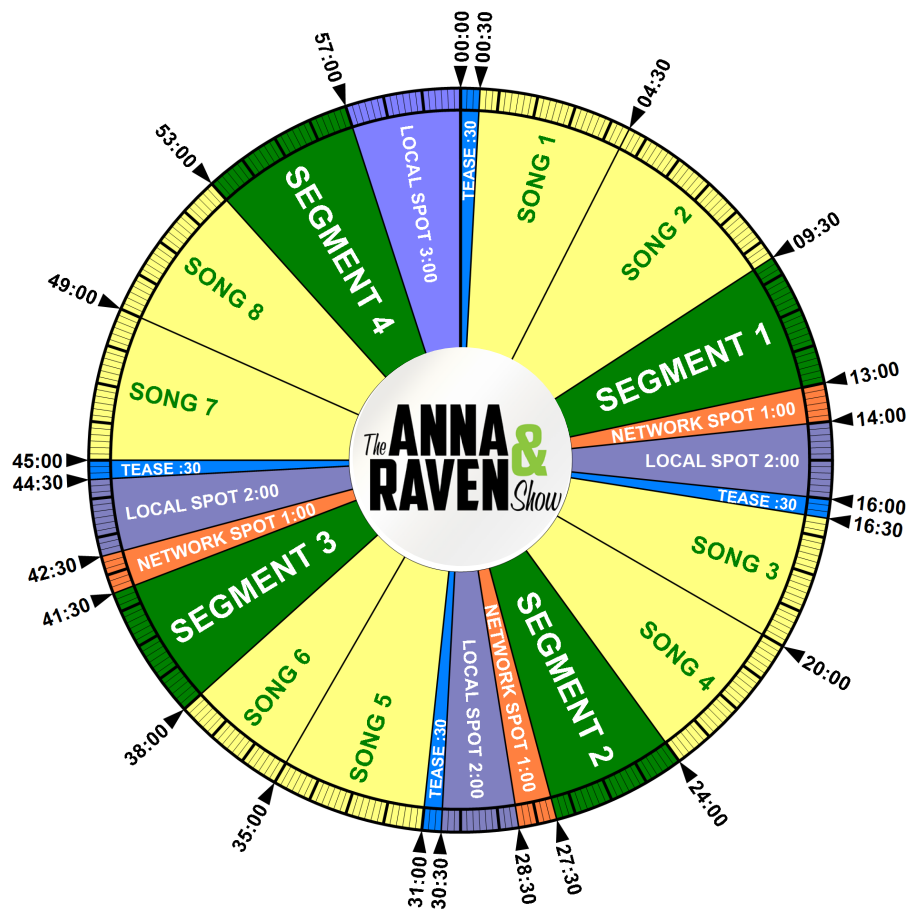 00:00
00:30
04:30
09:30
13:00
14:00
16:00
16:30
20:00
24:00
27:30
28:30
30:30
31:00
35:00
38:00
41:30
42:30
44:30
45:00
49:00
53:00
57:00
TEASE :30
SONG 1
SONG 2
SEGMENT 1
NETWORK SPOT 1:00
LOCAL SPOT 2:00
TEASE :30
SONG 3
SONG 4
SEGMENT 2
NETWORK SPOT 1:00
LOCAL SPOT 2:00
TEASE :30
SONG 5
SONG 6
SEGMENT 3
NETWORK SPOT 1:00
LOCAL SPOT 2:00
TEASE :30
SONG 7
SONG 8
SEGMENT 4
LOCAL SPOT 3:00
The ANNA &
RAVEN Show